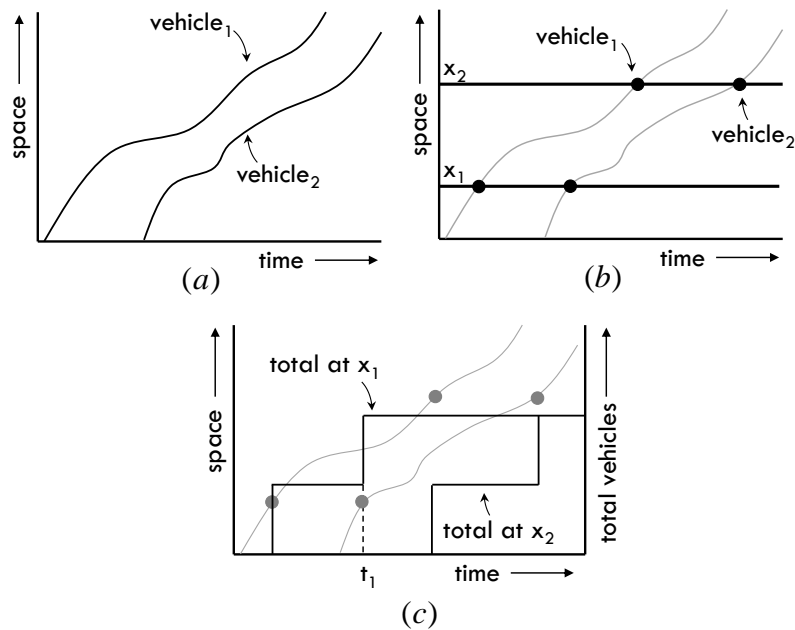 vehicle1
space
vehicle2
time
(a)
vehicle1
x2
space
vehicle2
x1
time
(b)
total at x1
space
total vehicles
total at x2
t1
time
(c)